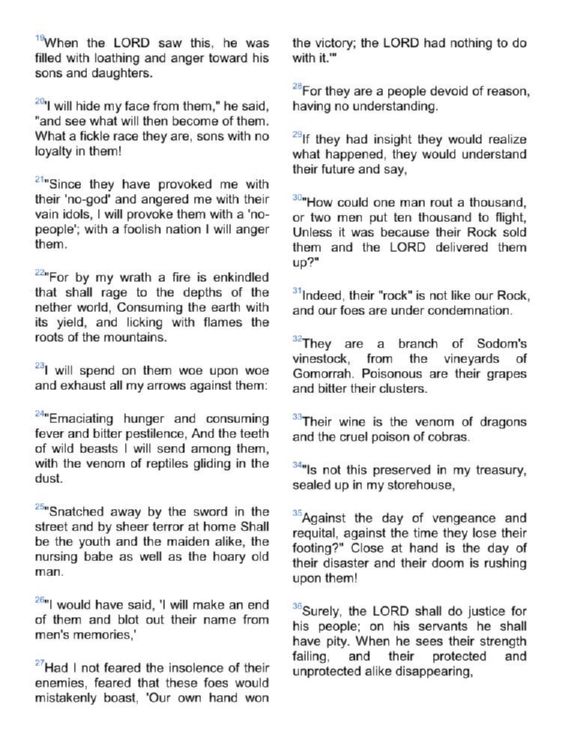 19When the LORD saw this, he was
filled with loathing and anger toward his
sons and daughters.
20"I will hide my face from them," he said,
"and see what will then become of them.
What a fickle race they are, sons with no
loyalty in them!
21"Since they have provoked me with
their 'no-god' and angered me with their
vain idols, I will provoke them with a 'no-
people'; with a foolish nation I will anger
them.
22"For by my wrath a fire is enkindled
that shall rage to the depths of the
nether world, Consuming the earth with
its yield, and licking with flames the
roots of the mountains.
23I will spend on them woe upon woe
and exhaust all my arrows against them:
24"Emaciating hunger and consuming
fever and bitter pestilence, And the teeth
of wild beasts I will send among them,
with the venom of reptiles gliding in the
dust.
25"Snatched away by the sword in the
street and by sheer terror at home Shall
be the youth and the maiden alike, the
nursing babe as well as the hoary old
man.
26"I would have said, 'I will make an end
of them and blot out their name from
men's memories,'
27Had I not feared the insolence of their
enemies, feared that these foes would
mistakenly boast, 'Our own hand won
the victory; the LORD had nothing to do
with it.'"
28For they are a people devoid of reason,
having no understanding.
29If they had insight they would realize
what happened, they would understand
their future and say,
30"How could one man rout a thousand,
or two men put ten thousand to flight,
Unless it was because their Rock sold
them and the LORD delivered them
up?"
31Indeed, their "rock" is not like our Rock,
and our foes are under condemnation.
32They are a branch of Sodom's
vinestock, from the vineyards of
Gomorrah. Poisonous are their grapes
and bitter their clusters.
33Their wine is the venom of dragons
and the cruel poison of cobras.
34"Is not this preserved in my treasury,
sealed up in my storehouse,
35Against the day of vengeance and
requital, against the time they lose their
footing?" Close at hand is the day of
their disaster and their doom is rushing
upon them!
36Surely, the LORD shall do justice for
his people; on his servants he shall
have pity. When he sees their strength
failing, and their protected and
unprotected alike disappearing,